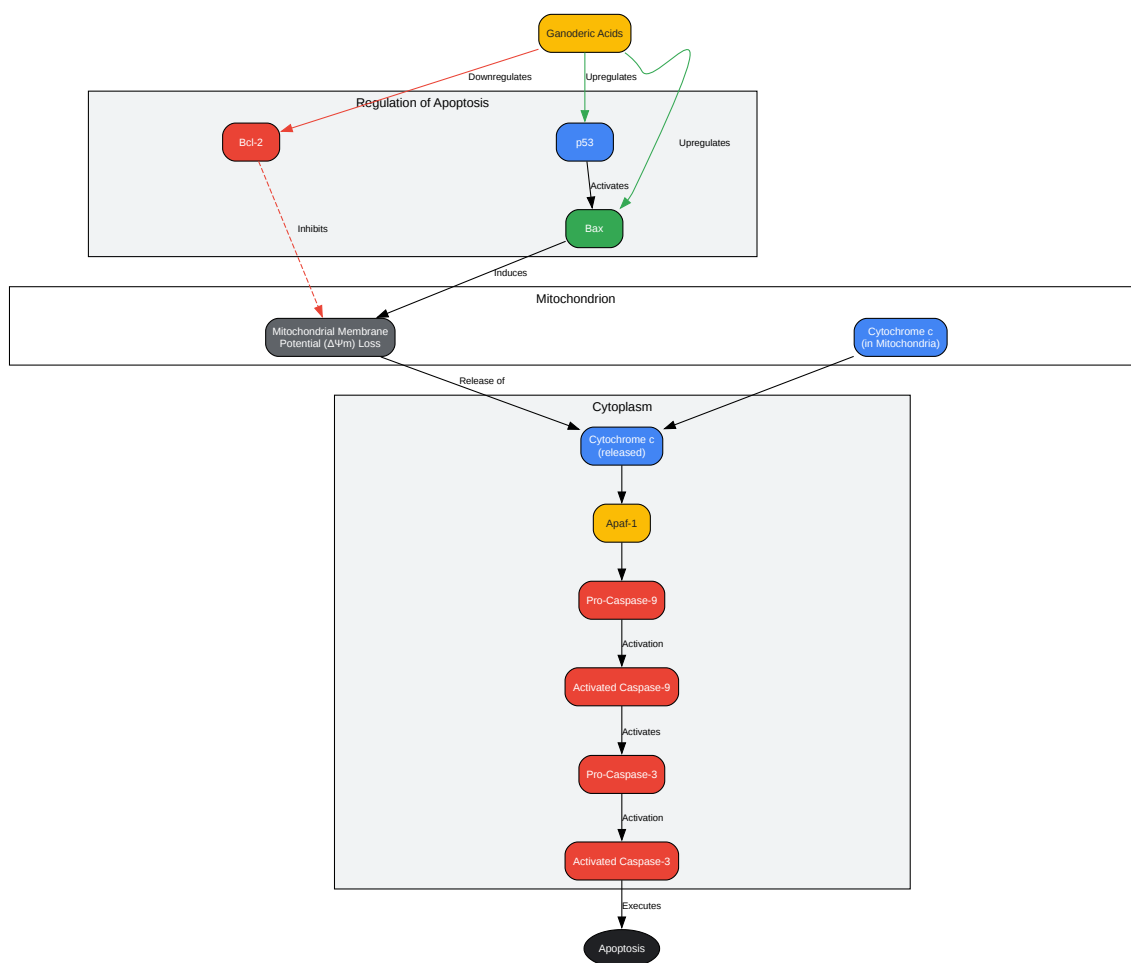 Ganoderic Acids
Downregulates
Upregulates
Regulation of Apoptosis
Bcl-2
p53
Upregulates
Activates
Bax
Inhibits
Induces
Mitochondrion
Mitochondrial Membrane
Potential (ΔΨm) Loss
Cytochrome c
(in Mitochondria)
Release of
Cytoplasm
Cytochrome c
(released)
Apaf-1
Pro-Caspase-9
Activation
Activated Caspase-9
Activates
Pro-Caspase-3
Activation
Activated Caspase-3
Executes
Apoptosis